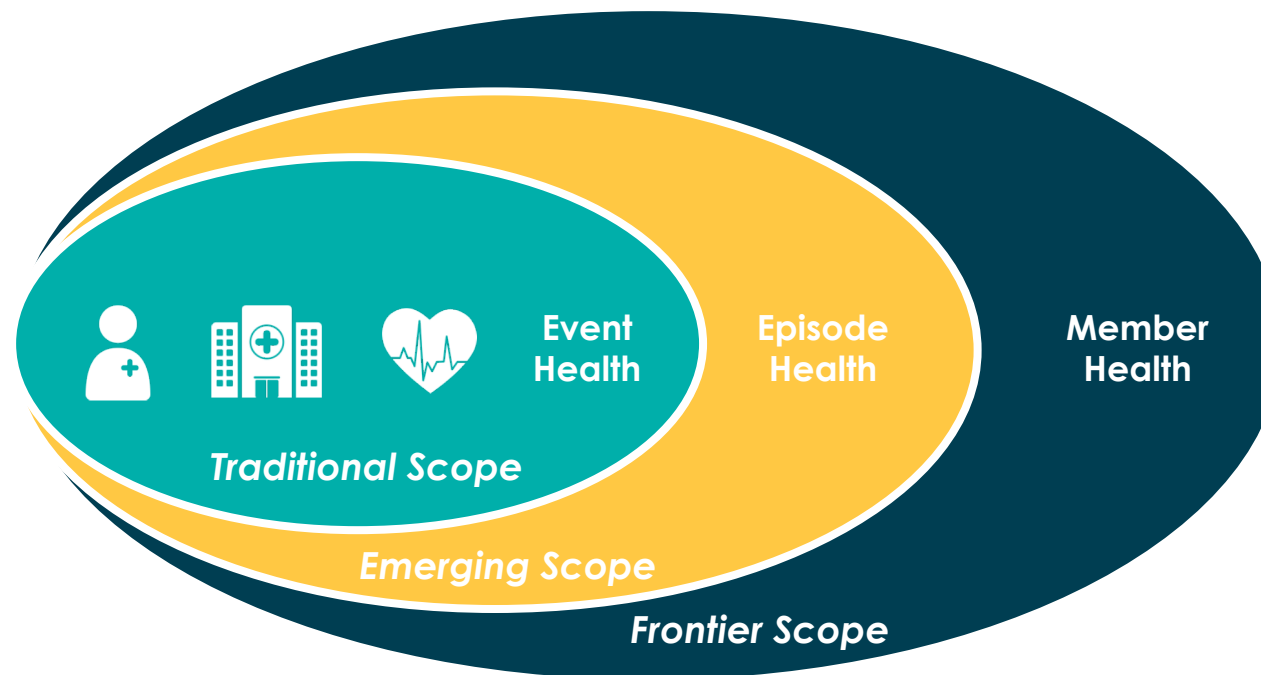 Event
Health
Episode
Health
Member
Health
Traditional Scope
Emerging Scope
Frontier Scope